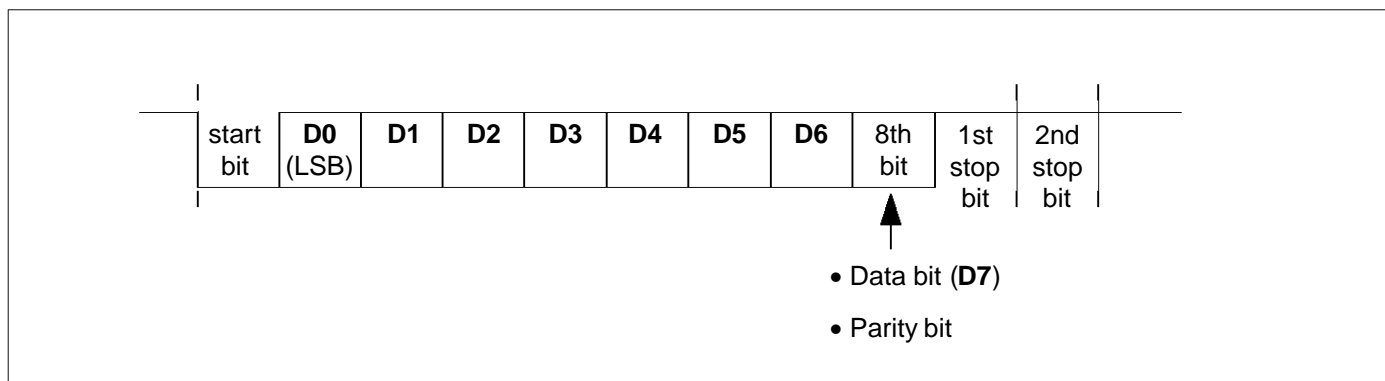 start bit
D0 (LSB)
D1
D2
D3
D4
D5
D6
8th bit
1st stop bit
2nd stop bit
• Data bit (D7)
• Parity bit